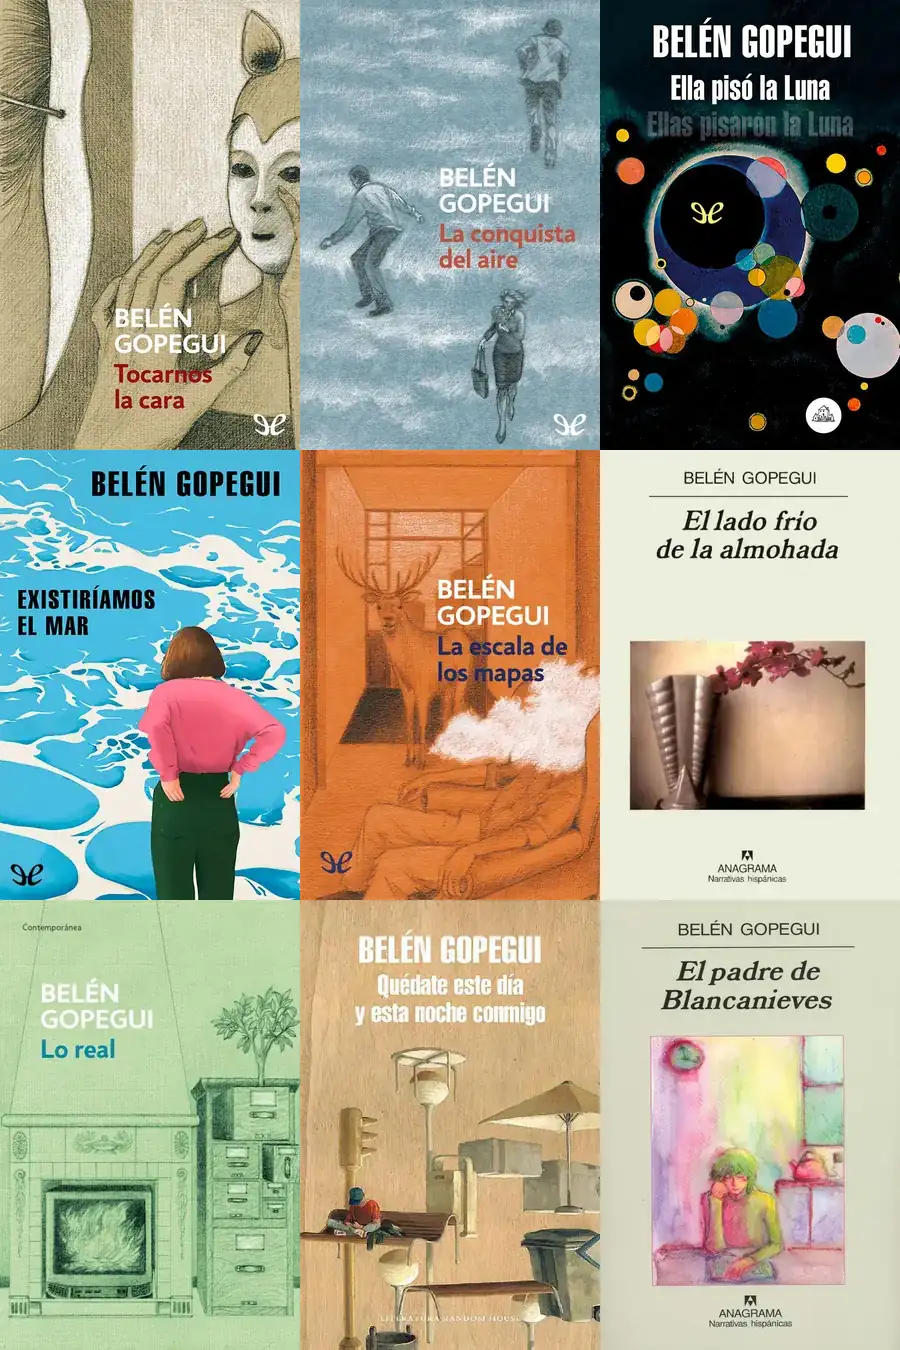 BELÉN
GOPEGUI
Tocarnos
la cara
BELÉN
GOPEGUI
La conquista
del aire
BELÉN GOPEGUI
Ella pisó la Luna
Ellas pisaron la Luna
BELÉN GOPEGUI
EXISTIRÍAMOS
EL MAR
BELÉN
GOPEGUI
La escala de
los mapas
BELÉN GOPEGUI
El lado frío
de la almohada
ANAGRAMA
Narrativas hispánicas
Contemporánea
BELÉN
GOPEGUI
Lo real
BELÉN GOPEGUI
Quédate este día
y esta noche conmigo
LITERATURA RANDOM HOUSE
BELÉN GOPEGUI
El padre de
Blancanieves
ANAGRAMA
Narrativas hispánicas